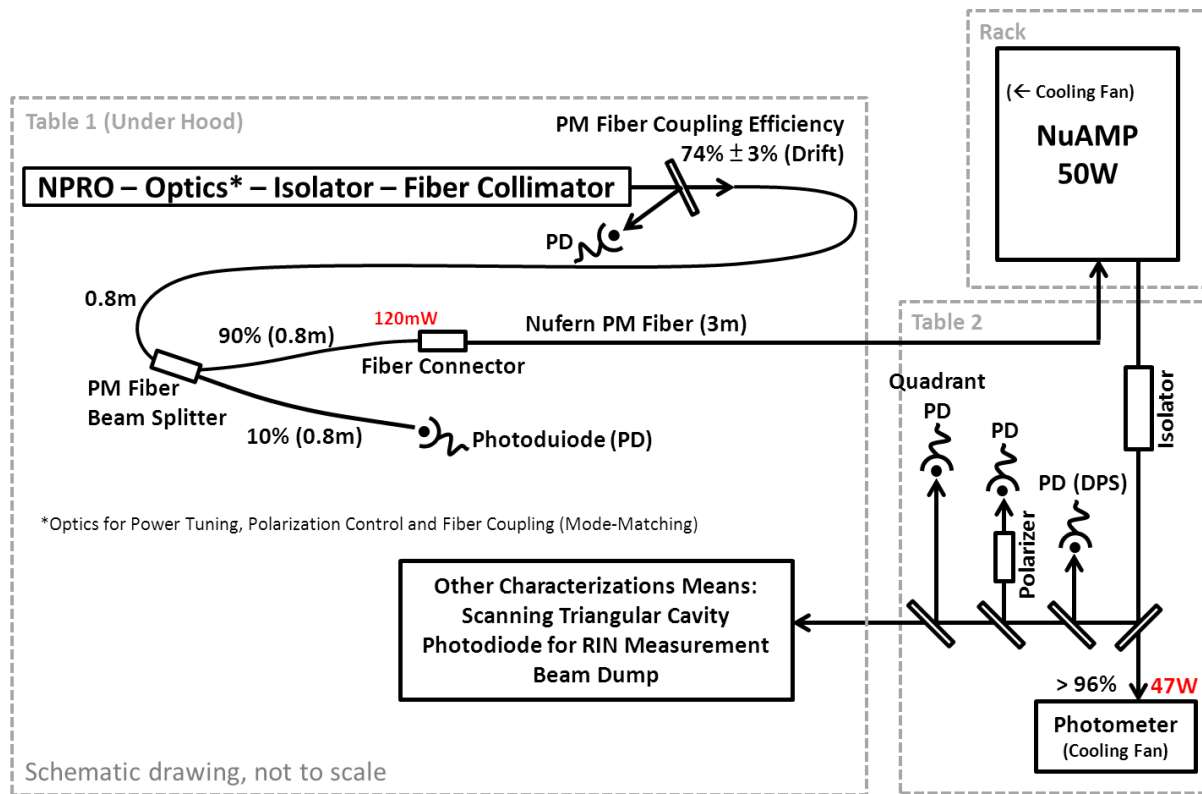 Rack
(← Cooling Fan)
NuAMP
50W
Table 1 (Under Hood)
PM Fiber Coupling Efficiency
74% ± 3% (Drift)
NPRO – Optics* – Isolator – Fiber Collimator
PD
0.8m
90% (0.8m)
120mW
Nufern PM Fiber (3m)
Fiber Connector
PM Fiber
Beam Splitter
10% (0.8m)
Photoduiode (PD)
*Optics for Power Tuning, Polarization Control and Fiber Coupling (Mode-Matching)
Other Characterizations Means:
Scanning Triangular Cavity
Photodiode for RIN Measurement
Beam Dump
Schematic drawing, not to scale
Table 2
Quadrant
PD
PD
PD (DPS)
Isolator
Polarizer
> 96%
47W
Photometer
(Cooling Fan)